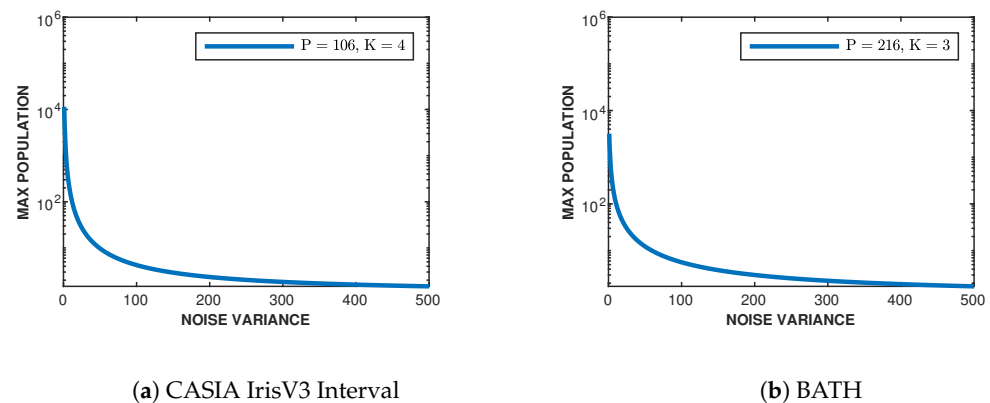 10^6
10^4
10^2
MAX POPULATION
P = 106, K = 4
0 100 200 300 400 500
NOISE VARIANCE
(a) CASIA IrisV3 Interval
10^6
10^4
10^2
MAX POPULATION
P = 216, K = 3
0 100 200 300 400 500
NOISE VARIANCE
(b) BATH